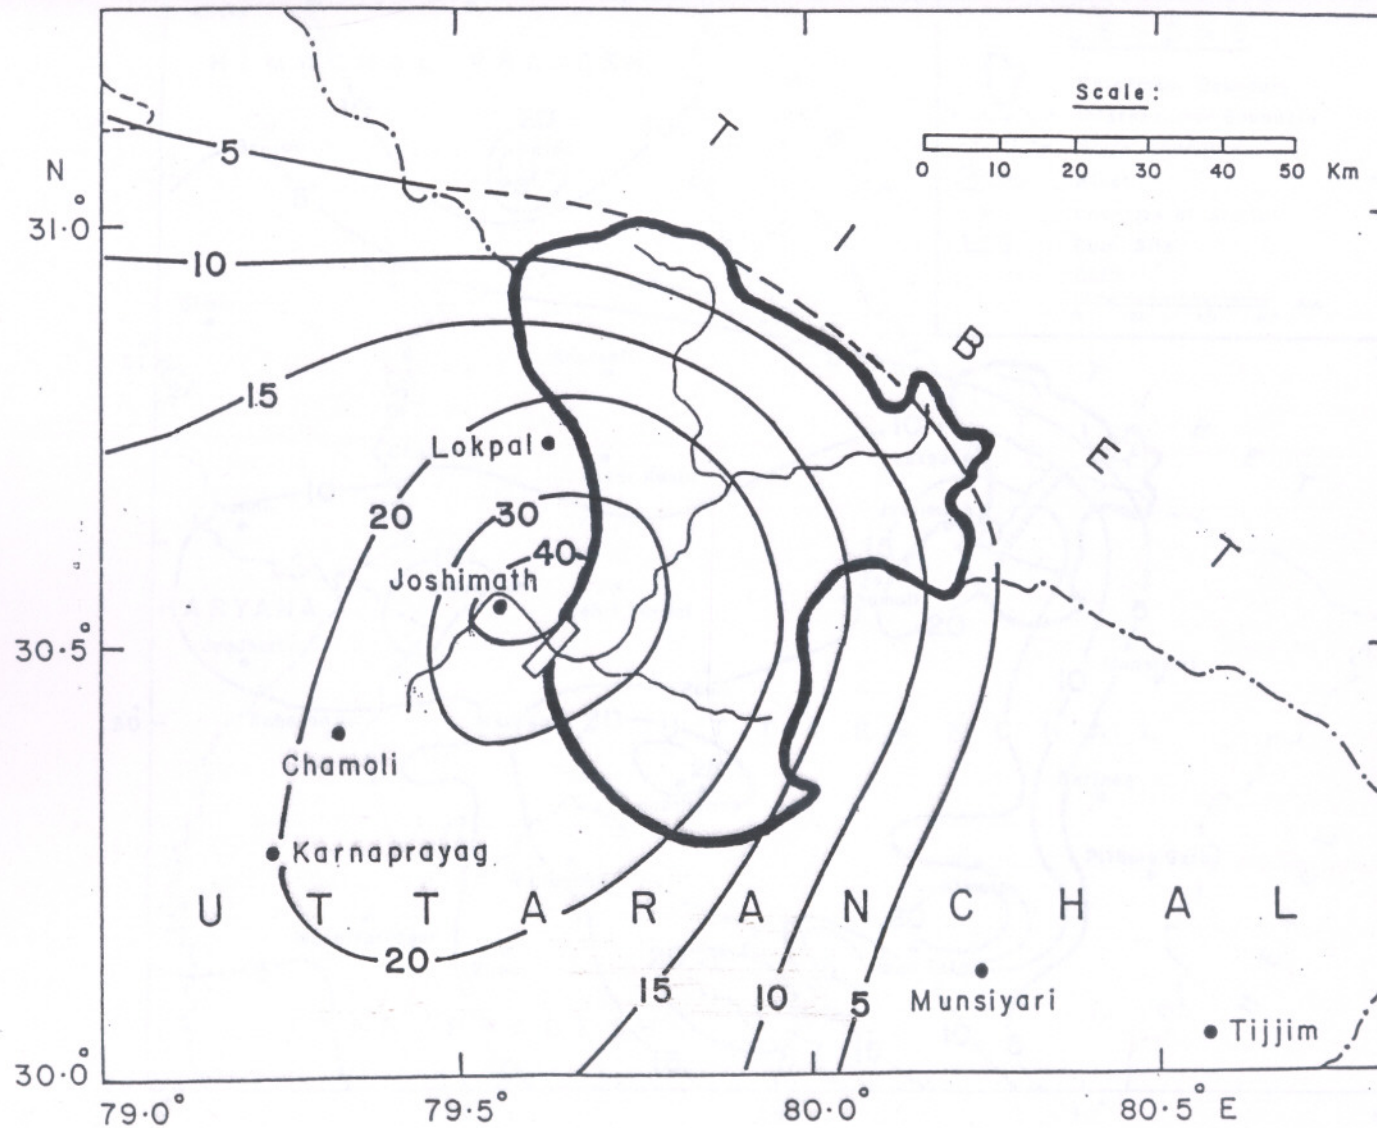 Scale:
0 10 20 30 40 50 Km
T I B E T
N
31.0°
5
10
15
Lokpal
20
30
40
Joshimath
30.5°
Chamoli
Karnaprayag
U T T A R A N C H A L
20
15
10
5
Munsiyari
Tijjim
30.0°
79.0° 79.5° 80.0° 80.5° E